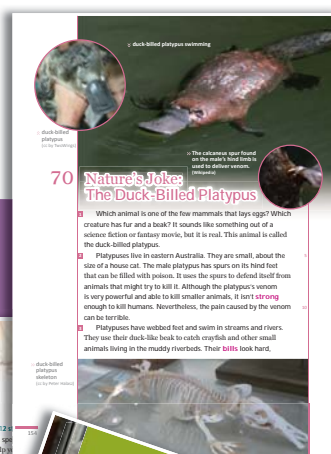 duck-billed platypus swimming
duck-billed
platypus
The calcaneus spur found
on the male's hind limb is
used to deliver venom.
(Wikipedia)
70 Nature's Joke:
The Duck-Billed Platypus
1 Which animal is one of the few mammals that lays eggs? Which
creature has fur and a beak? It sounds like something out of a
science fiction or fantasy movie, but it is real. This animal is called
the duck-billed platypus.
2 Platypuses live in eastern Australia. They are small, about the
size of a house cat. The male platypus has spurs on its hind feet
that can be filled with poison. It uses the spurs to defend itself from
animals that might try to kill it. Although the platypus's venom
is very powerful and able to kill smaller animals, it isn't strong
enough to kill humans. Nevertheless, the pain caused by the venom
can be terrible.
3 Platypuses have webbed feet and swim in streams and rivers.
They use their duck-like beak to catch crayfish and other small
animals living in the muddy riverbeds. Their bills look hard,
duck-billed
platypus
skeleton
(cc by Peter Halasz)
154